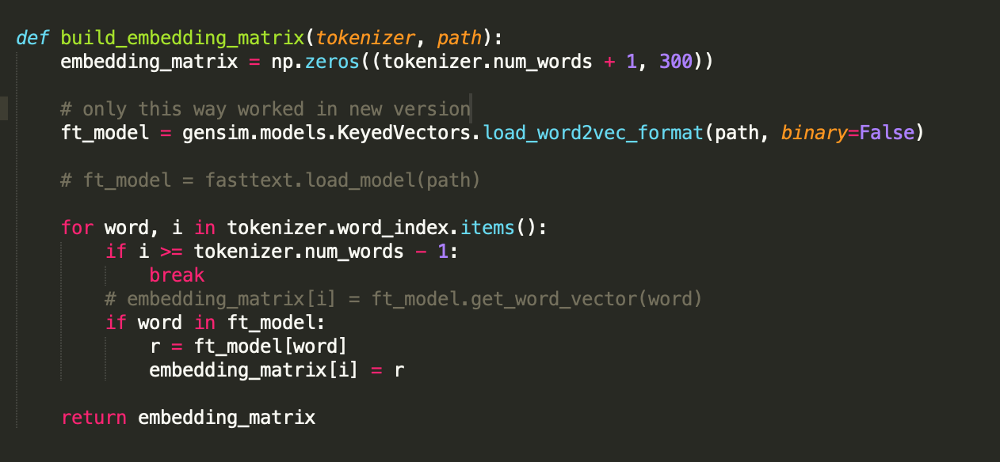 def build_embedding_matrix(tokenizer, path):
    embedding_matrix = np.zeros((tokenizer.num_words + 1, 300))
    # only this way worked in new version
    ft_model = gensim.models.KeyedVectors.load_word2vec_format(path, binary=False)
    # ft_model = fasttext.load_model(path)
    for word, i in tokenizer.word_index.items():
        if i >= tokenizer.num_words - 1:
            break
        # embedding_matrix[i] = ft_model.get_word_vector(word)
        if word in ft_model:
            r = ft_model[word]
            embedding_matrix[i] = r
    return embedding_matrix